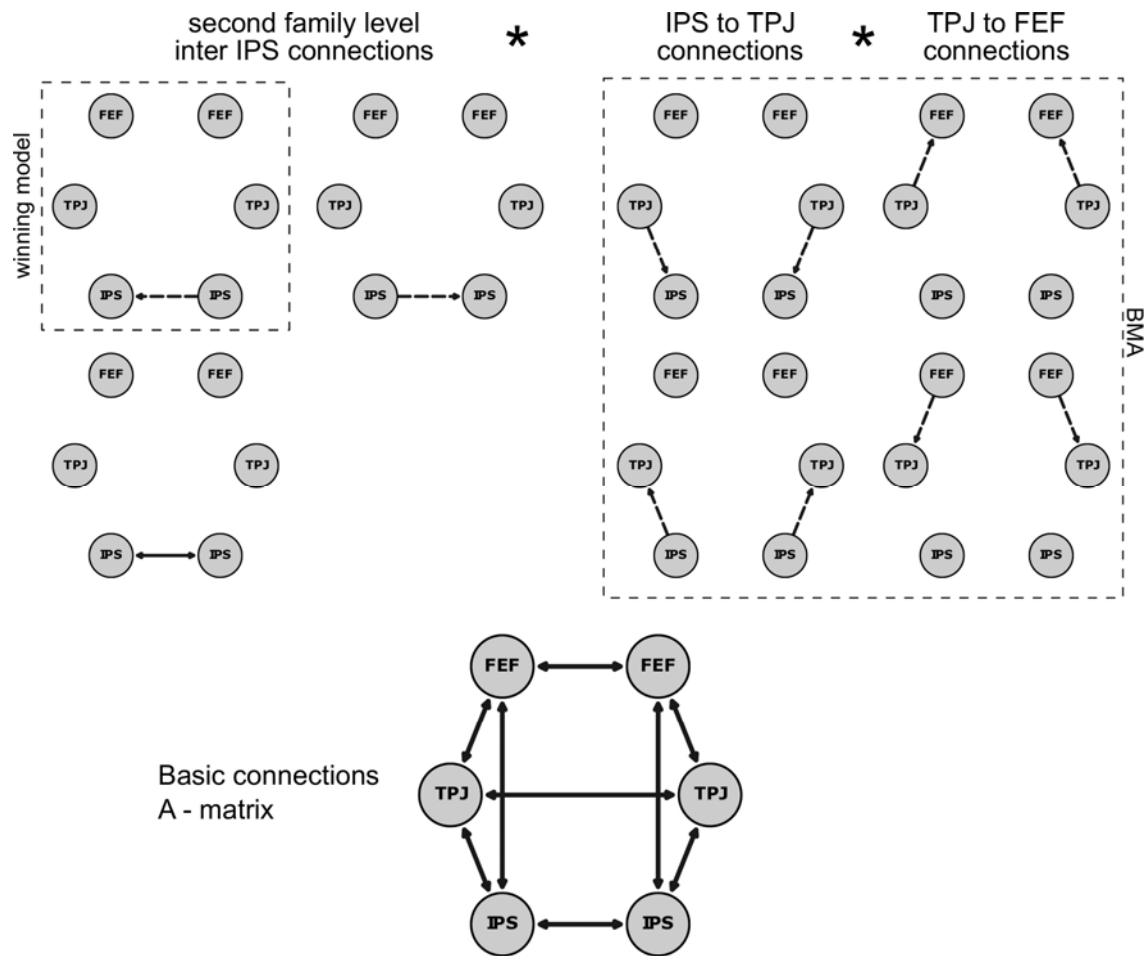 second family level
inter IPS connections
*
IPS to TPJ
connections
*
TPJ to FEF
connections
winning model
FEF FEF FEF FEF
TPJ TPJ TPJ TPJ
IPS IPS IPS IPS
FEF FEF
TPJ TPJ
IPS IPS
FEF FEF FEF FEF
TPJ TPJ TPJ TPJ
IPS IPS IPS IPS
FEF FEF FEF FEF
TPJ TPJ TPJ TPJ
IPS IPS IPS IPS
BMA
Basic connections
A - matrix
FEF FEF
TPJ TPJ
IPS IPS